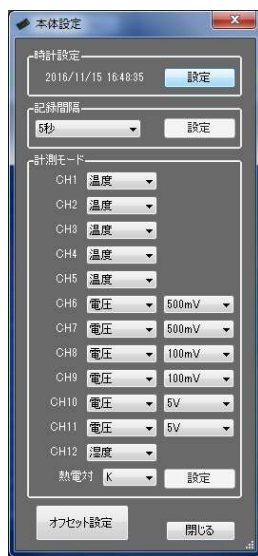 本体設定
時計設定
2016/11/15 16:48:35 設定
記録間隔
5秒 設定
計測モード
CH1 温度
CH2 温度
CH3 温度
CH4 温度
CH5 温度
CH6 電圧 500mV
CH7 電圧 500mV
CH8 電圧 100mV
CH9 電圧 100mV
CH10 電圧 5V
CH11 電圧 5V
CH12 湿度
熱電対 K 設定
オフセット設定 閉じる